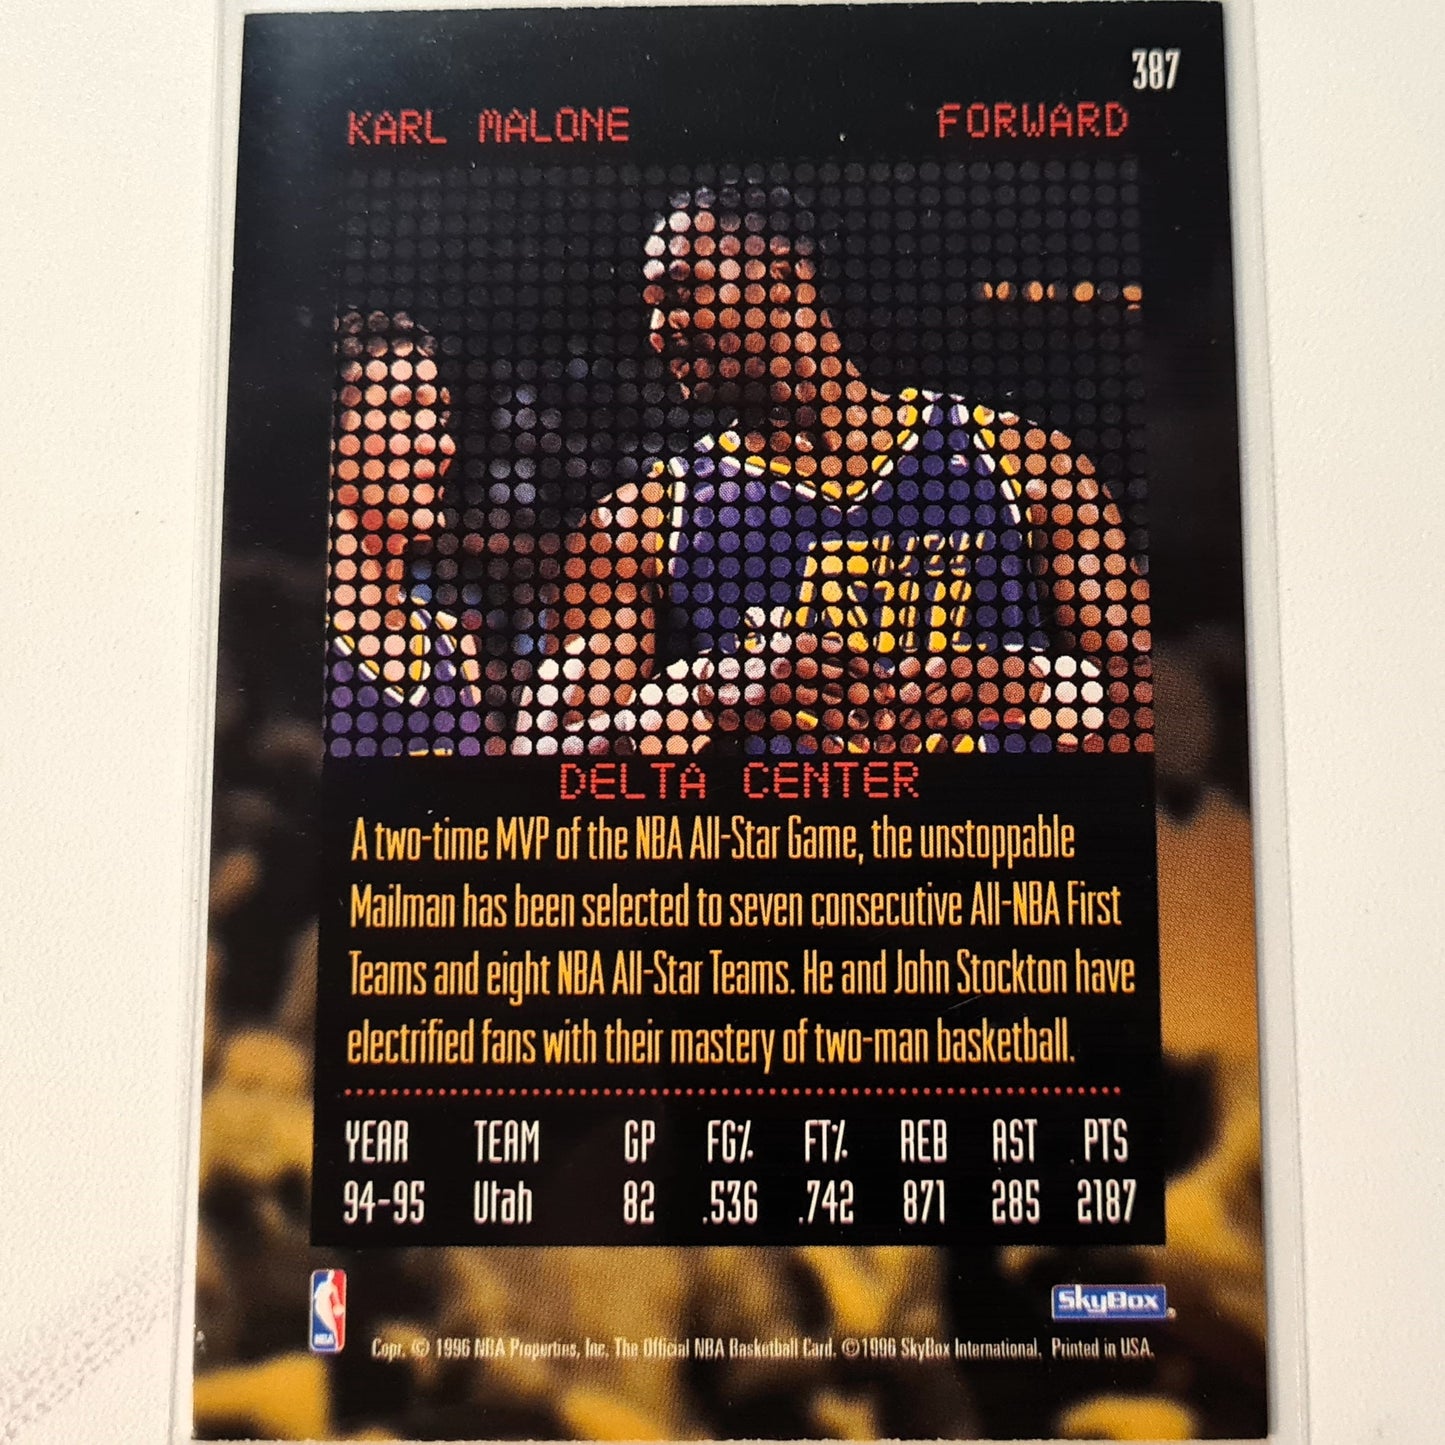 387
KARL MALONE FORWARD
DELTA CENTER
A two-time MVP of the NBA All-Star Game, the unstoppable
Mailman has been selected to seven consecutive All-NBA First
Teams and eight NBA All-Star Teams. He and John Stockton have
electrified fans with their mastery of two-man basketball.
YEAR TEAM GP FG% FT% REB AST PTS
94-95 Utah 82 .536 .742 871 285 2187
NBA
SkyBox
Copr. © 1996 NBA Properties, Inc. The Official NBA Basketball Card. ©1996 SkyBox International. Printed in USA.